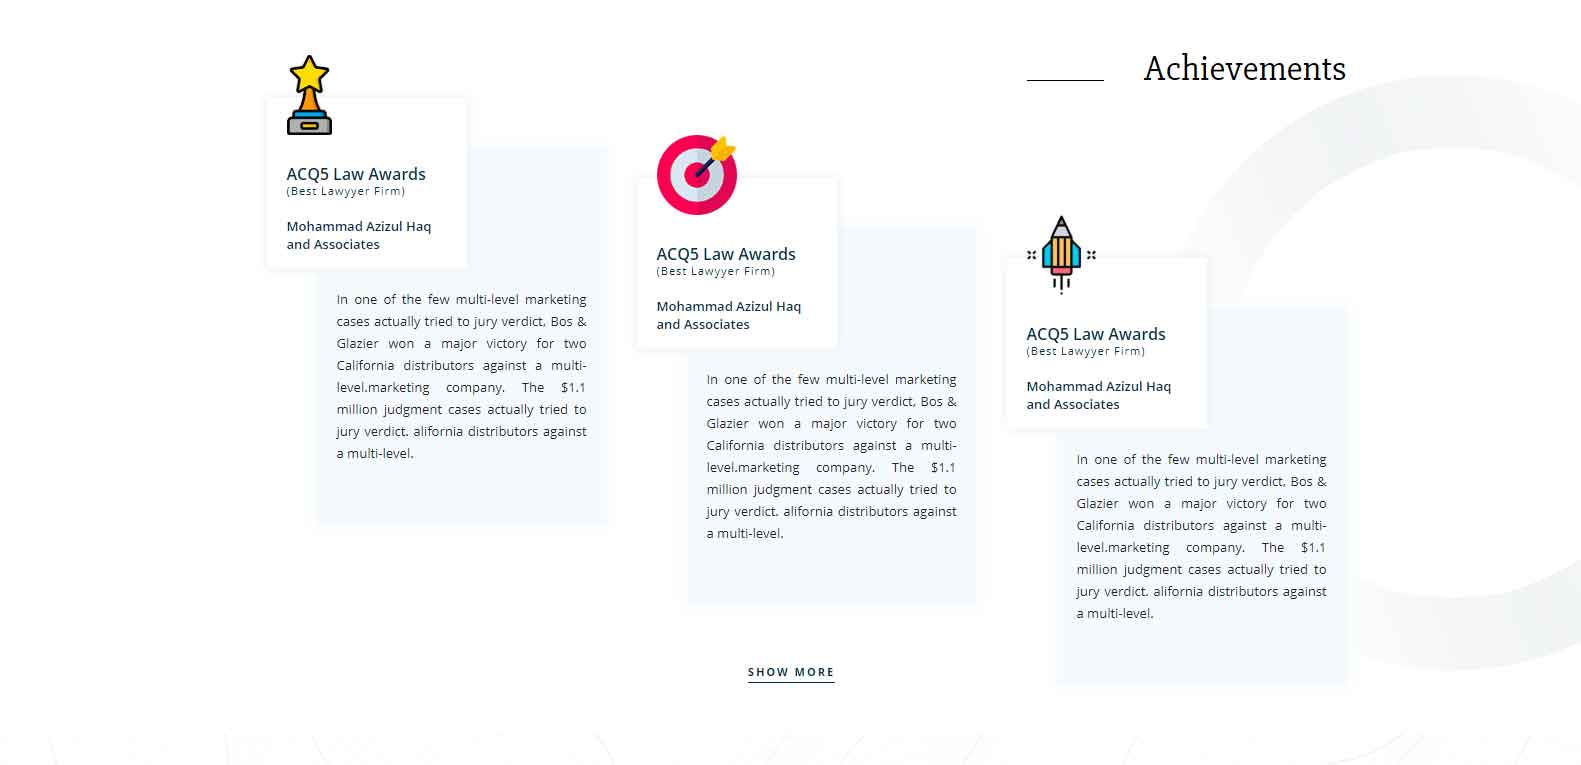 Achievements
ACQ5 Law Awards
(Best Lawyyer Firm)
Mohammad Azizul Haq
and Associates
In one of the few multi-level marketing
cases actually tried to jury verdict, Bos &
Glazier won a major victory for two
California distributors against a multi-
level.marketing company. The $1.1
million judgment cases actually tried to
jury verdict. alifornia distributors against
a multi-level.
ACQ5 Law Awards
(Best Lawyyer Firm)
Mohammad Azizul Haq
and Associates
In one of the few multi-level marketing
cases actually tried to jury verdict, Bos &
Glazier won a major victory for two
California distributors against a multi-
level.marketing company. The $1.1
million judgment cases actually tried to
jury verdict. alifornia distributors against
a multi-level.
ACQ5 Law Awards
(Best Lawyyer Firm)
Mohammad Azizul Haq
and Associates
In one of the few multi-level marketing
cases actually tried to jury verdict, Bos &
Glazier won a major victory for two
California distributors against a multi-
level.marketing company. The $1.1
million judgment cases actually tried to
jury verdict. alifornia distributors against
a multi-level.
SHOW MORE